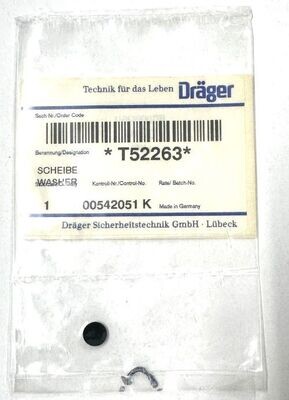 Technik für das Leben Dräger
Sach-Nr./Order Code
Benennung/Designation *T52263*
SCHEIBE
WASHER
Kontroll-Nr./Control-No. Rate/ Batch-No.
1 00542051 K Made in Germany
Dräger Sicherheitstechnik GmbH · Lübeck